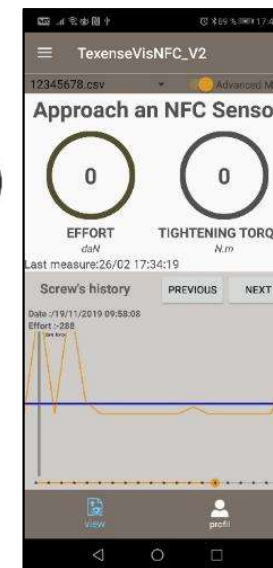 TexenseVisNFC_V2
12345678.csv
Advanced M
Approach an NFC Senso
0
0
EFFORT
TIGHTENING TORQ
daN
N.m
Last measure:26/02 17:34:19
Screw's history
PREVIOUS
NEXT
Date :/19/11/2019 09:58:08
Effort :-288
view
profil